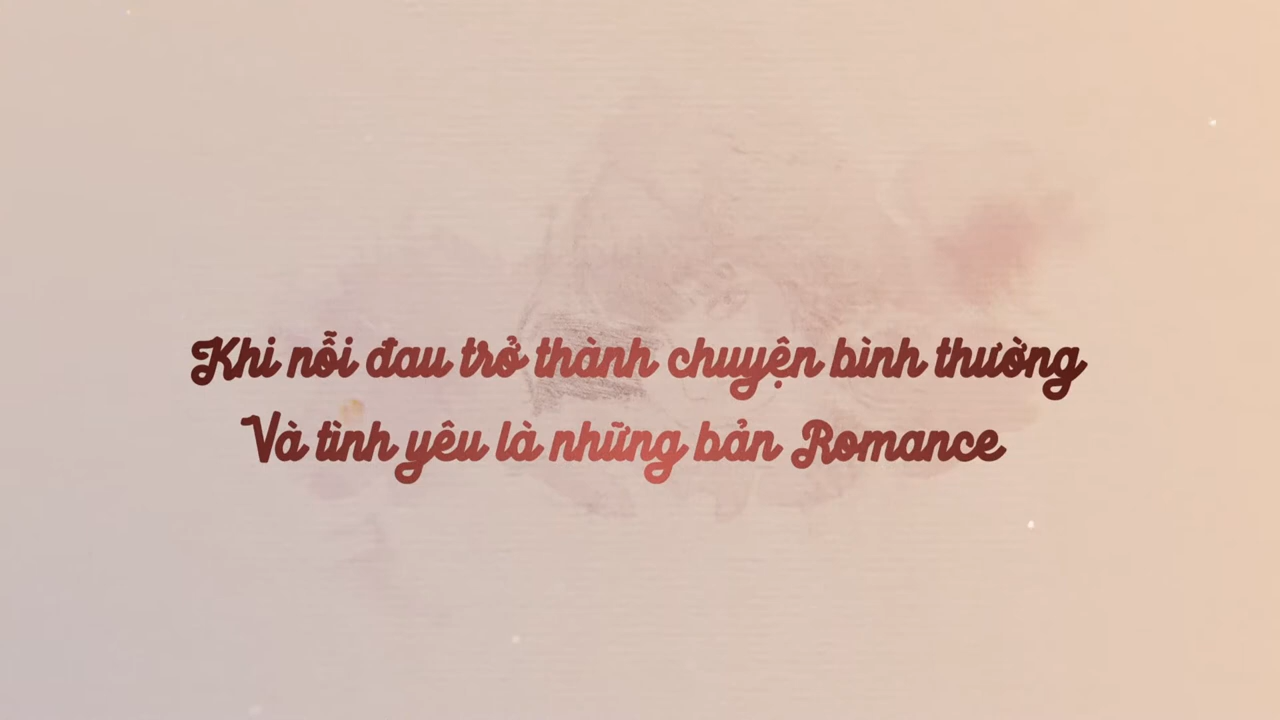 Khi nỗi đau trở thành chuyện bình thường
Và tình yêu là những bản Romance